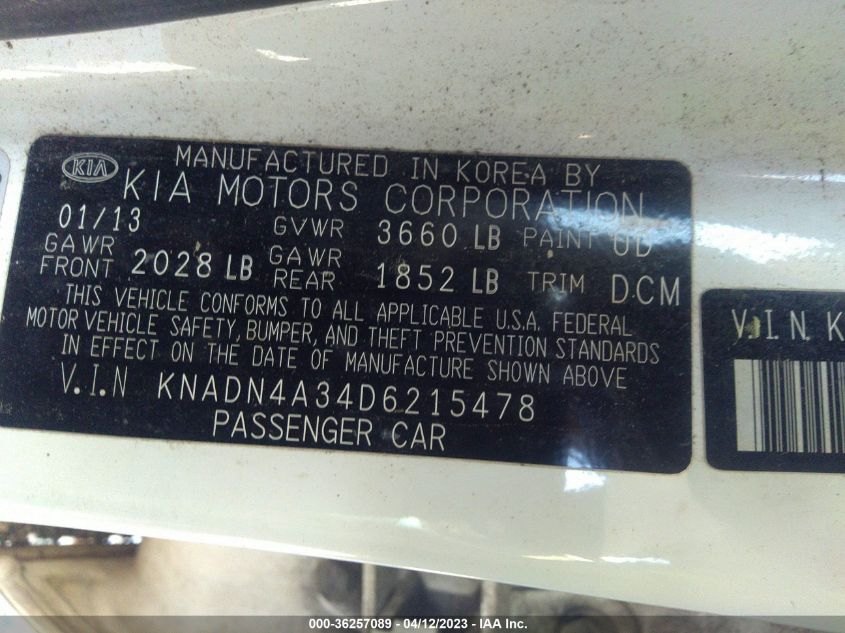 KIA
MANUFACTURED IN KOREA BY
KIA MOTORS CORPORATION
01/13 GVWR 3660 LB PAINT UD
GAWR FRONT 2028 LB GAWR REAR 1852 LB TRIM DCM
THIS VEHICLE CONFORMS TO ALL APPLICABLE U.S.A. FEDERAL
MOTOR VEHICLE SAFETY, BUMPER, AND THEFT PREVENTION STANDARDS
IN EFFECT ON THE DATE OF MANUFACTURE SHOWN ABOVE
V.I.N KNADN4A34D6215478
PASSENGER CAR
V.I.N. K
000-36257089 - 04/12/2023 - IAA Inc.